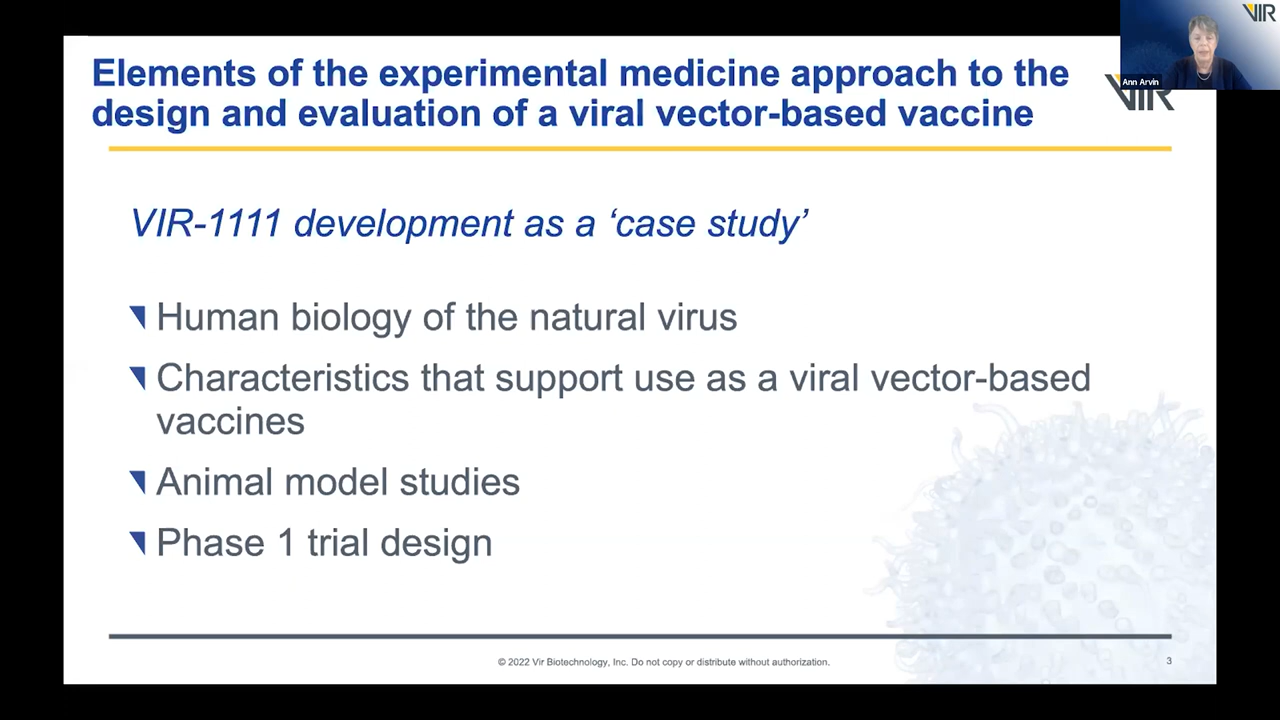 VIR
Ann Arvin
Elements of the experimental medicine approach to the
design and evaluation of a viral vector-based vaccine
VIR
VIR-1111 development as a ‘case study’
Human biology of the natural virus
Characteristics that support use as a viral vector-based
vaccines
Animal model studies
Phase 1 trial design
© 2022 Vir Biotechnology, Inc. Do not copy or distribute without authorization.
3